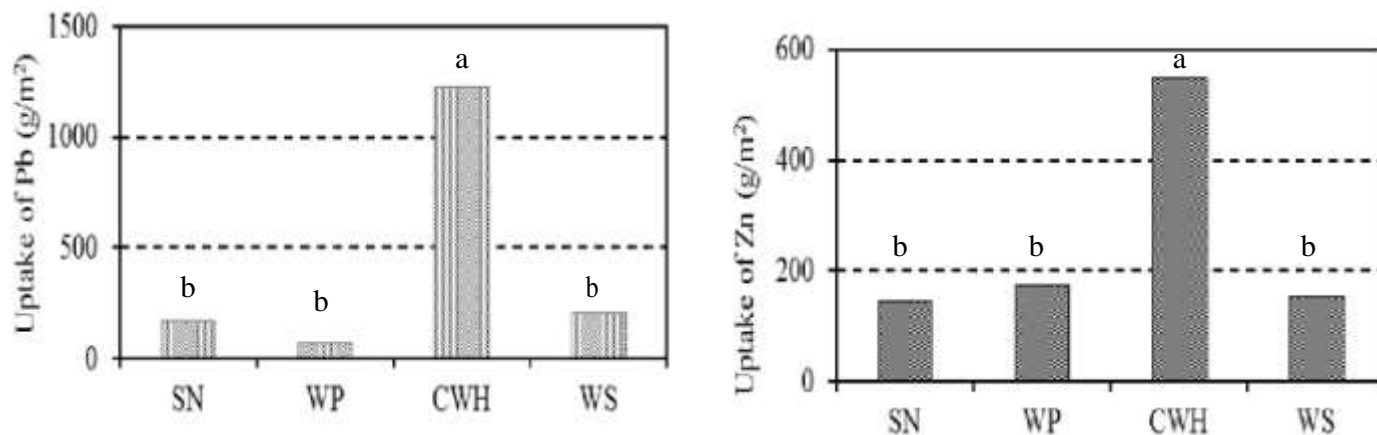 Uptake of Pb (g/m²)
1500
1000
500
0
a
b
b
b
SN WP CWH WS
Uptake of Zn (g/m²)
600
400
200
0
a
b
b
b
SN WP CWH WS